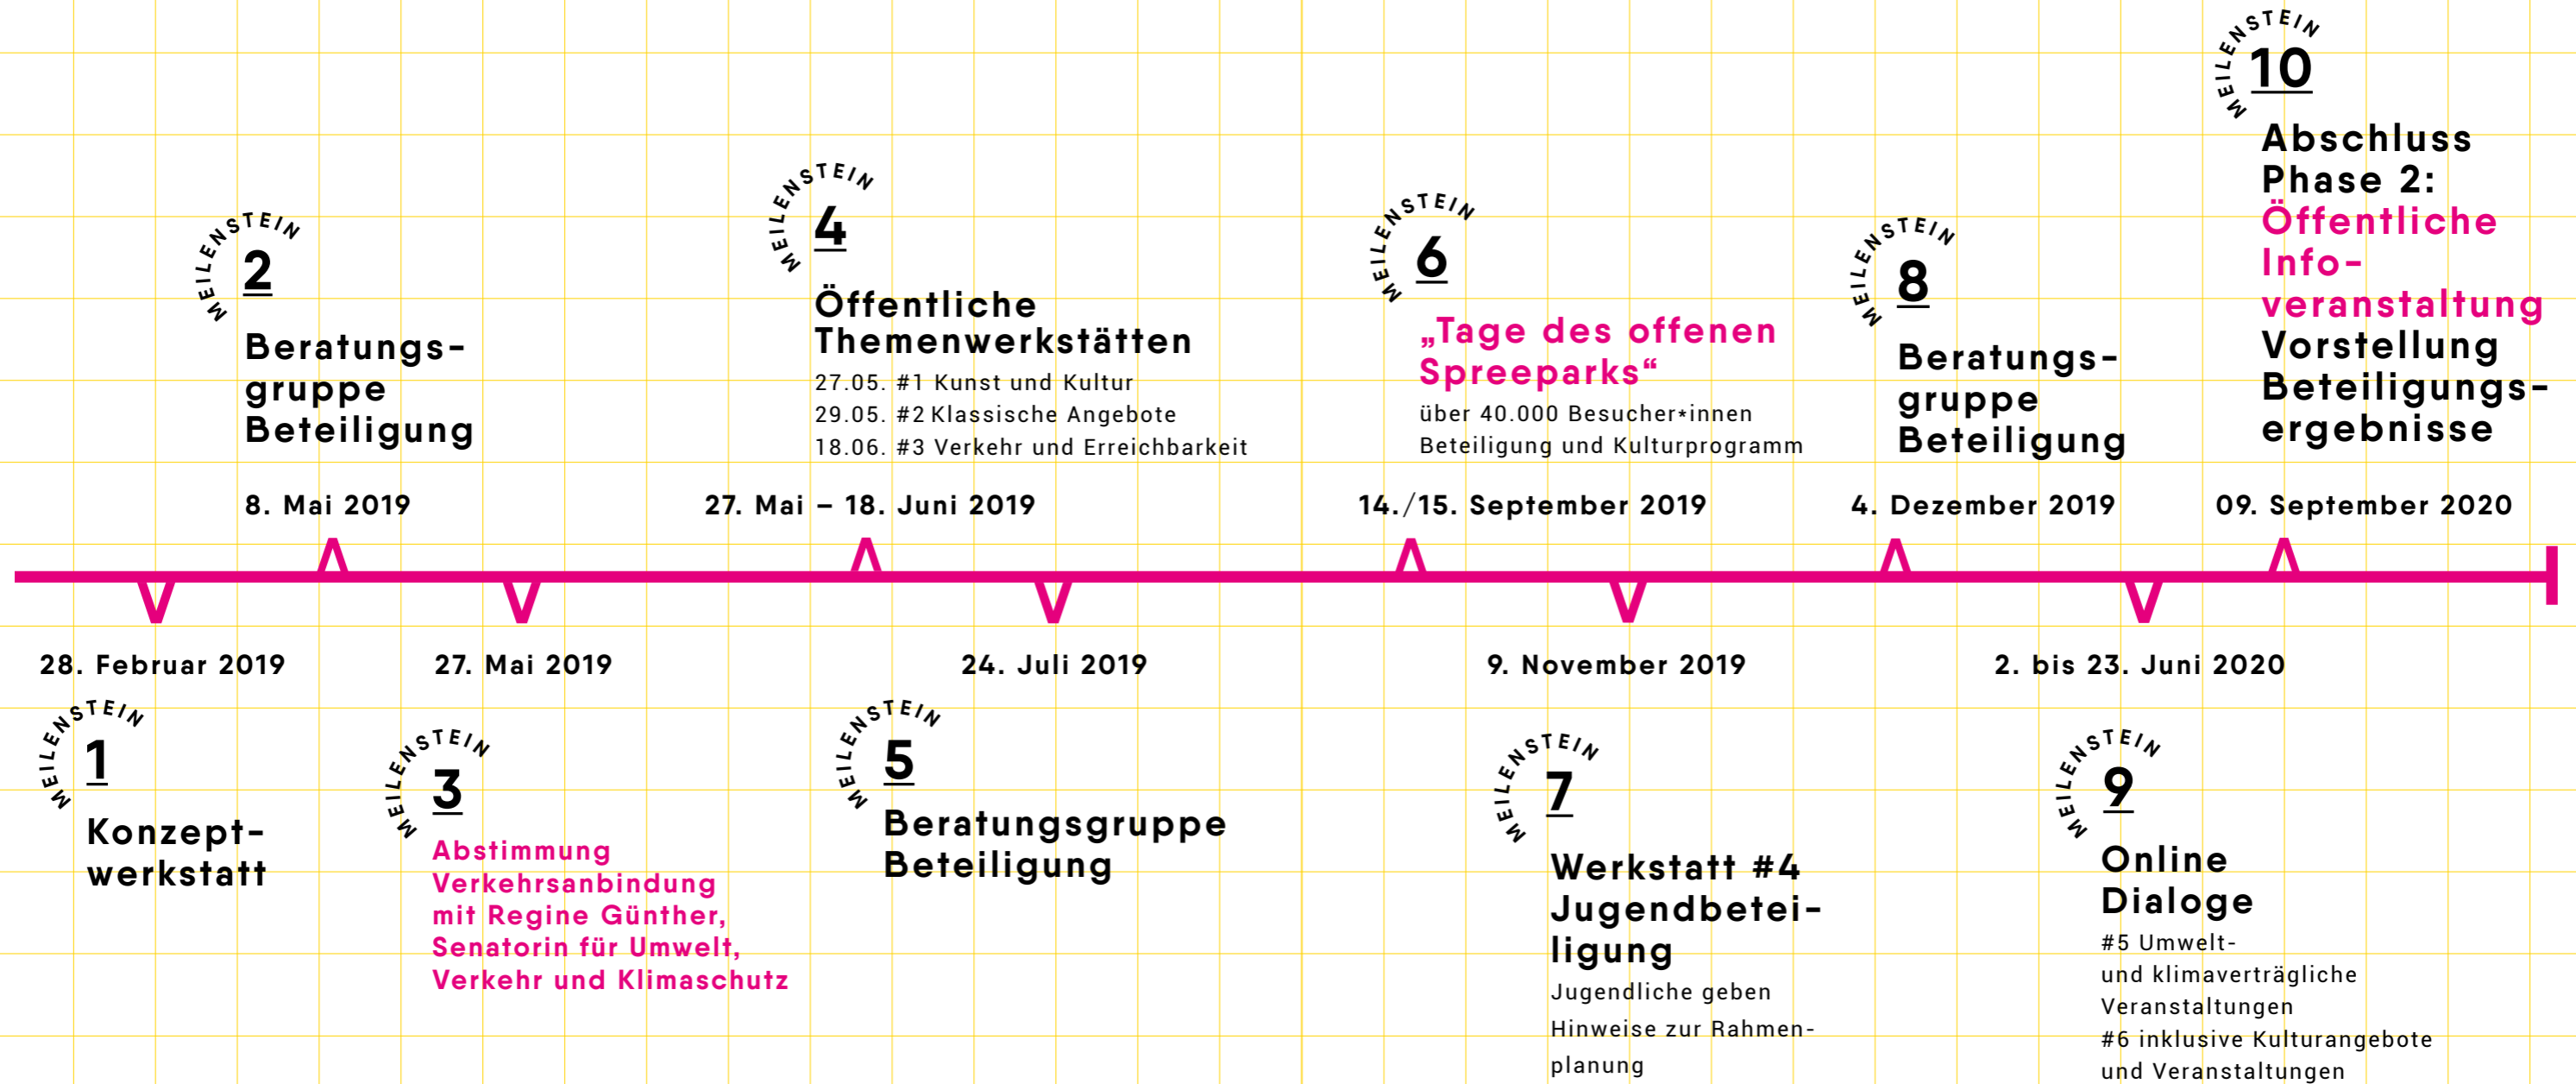 MEILENSTEIN
1
Konzept-
werkstatt
28. Februar 2019
MEILENSTEIN
2
Beratungs-
gruppe
Beteiligung
8. Mai 2019
27. Mai 2019
MEILENSTEIN
3
Abstimmung
Verkehrsanbindung
mit Regine Günther,
Senatorin für Umwelt,
Verkehr und Klimaschutz
MEILENSTEIN
4
Öffentliche
Themenwerkstätten
27.05. #1 Kunst und Kultur
29.05. #2 Klassische Angebote
18.06. #3 Verkehr und Erreichbarkeit
27. Mai – 18. Juni 2019
24. Juli 2019
MEILENSTEIN
5
Beratungsgruppe
Beteiligung
MEILENSTEIN
6
„Tage des offenen
Spreeparks“
über 40.000 Besucher*innen
Beteiligung und Kulturprogramm
14./15. September 2019
9. November 2019
MEILENSTEIN
7
Werkstatt #4
Jugendbetei-
ligung
Jugendliche geben
Hinweise zur Rahmen-
planung
MEILENSTEIN
8
Beratungs-
gruppe
Beteiligung
4. Dezember 2019
2. bis 23. Juni 2020
MEILENSTEIN
9
Online
Dialoge
#5 Umwelt-
und klimaverträgliche
Veranstaltungen
#6 inklusive Kulturangebote
und Veranstaltungen
MEILENSTEIN
10
Abschluss
Phase 2:
Öffentliche
Info-
veranstaltung
Vorstellung
Beteiligungs-
ergebnisse
09. September 2020